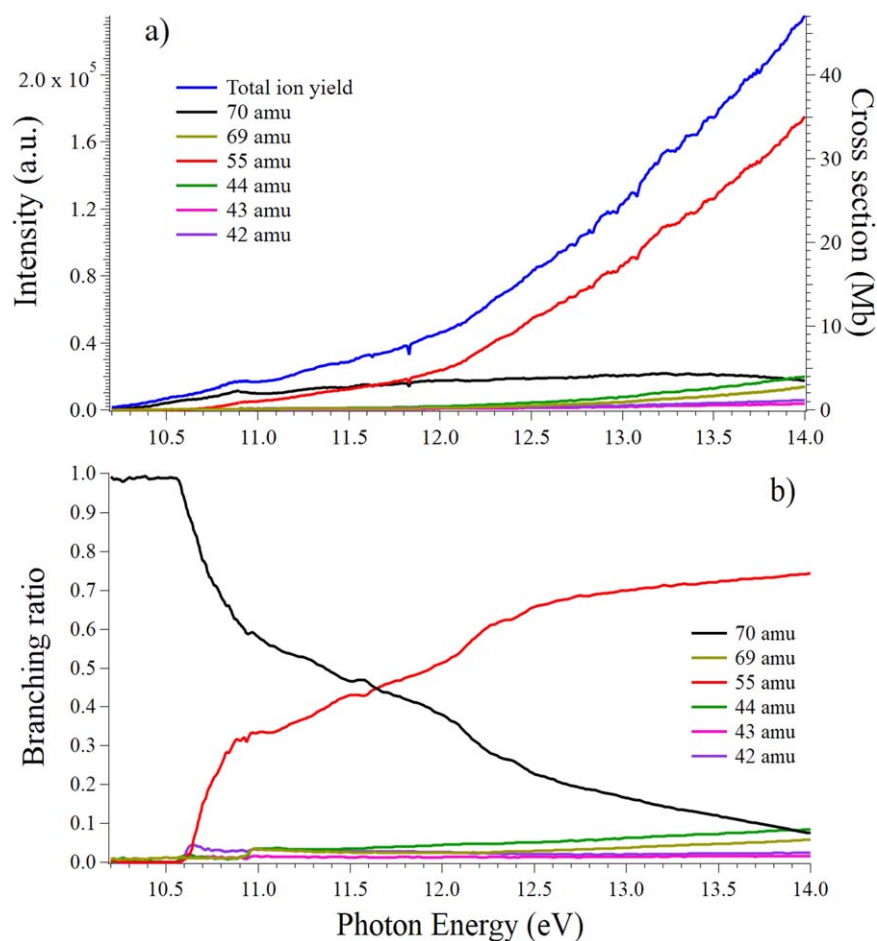 a)
Total ion yield
70 amu
69 amu
55 amu
44 amu
43 amu
42 amu
Intensity (a.u.)
2.0 x 10⁵
1.6
1.2
0.8
0.4
0.0
Cross section (Mb)
40
30
20
10
0
10.5 11.0 11.5 12.0 12.5 13.0 13.5 14.0
b)
Branching ratio
1.0
0.9
0.8
0.7
0.6
0.5
0.4
0.3
0.2
0.1
0.0
70 amu
69 amu
55 amu
44 amu
43 amu
42 amu
10.5 11.0 11.5 12.0 12.5 13.0 13.5 14.0
Photon Energy (eV)